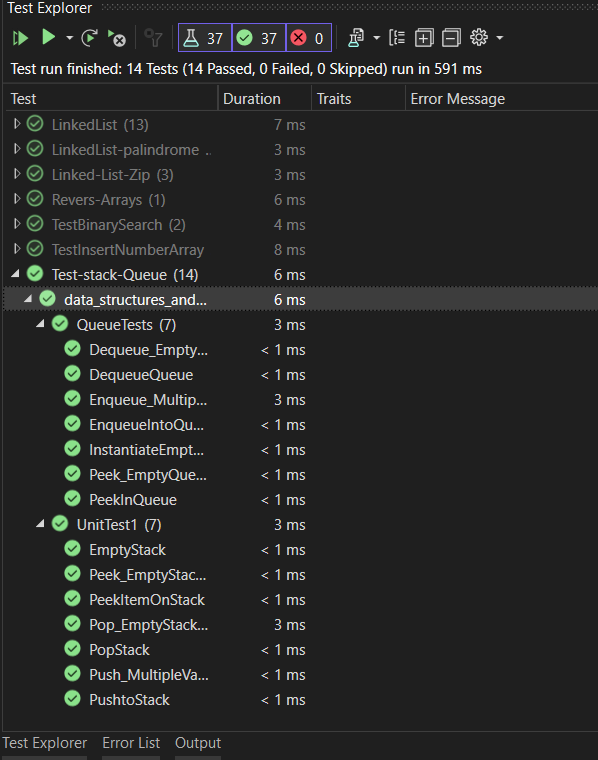 Test Explorer
37 37 0
Test run finished: 14 Tests (14 Passed, 0 Failed, 0 Skipped) run in 591 ms
Test Duration Traits Error Message
LinkedList (13) 7 ms
LinkedList-palindrome .. 3 ms
Linked-List-Zip (3) 3 ms
Revers-Arrays (1) 6 ms
TestBinarySearch (2) 4 ms
TestInsertNumberArray 8 ms
Test-stack-Queue (14) 6 ms
data_structures_and... 6 ms
QueueTests (7) 3 ms
Dequeue_Empty... < 1 ms
DequeueQueue < 1 ms
Enqueue_Multip... 3 ms
EnqueueIntoQu... < 1 ms
InstantiateEmpt... < 1 ms
Peek_EmptyQue... < 1 ms
PeekInQueue < 1 ms
UnitTest1 (7) 3 ms
EmptyStack < 1 ms
Peek_EmptyStac... < 1 ms
PeekItemOnStack < 1 ms
Pop_EmptyStack... 3 ms
PopStack < 1 ms
Push_MultipleVa... < 1 ms
PushtoStack < 1 ms
Test Explorer Error List Output